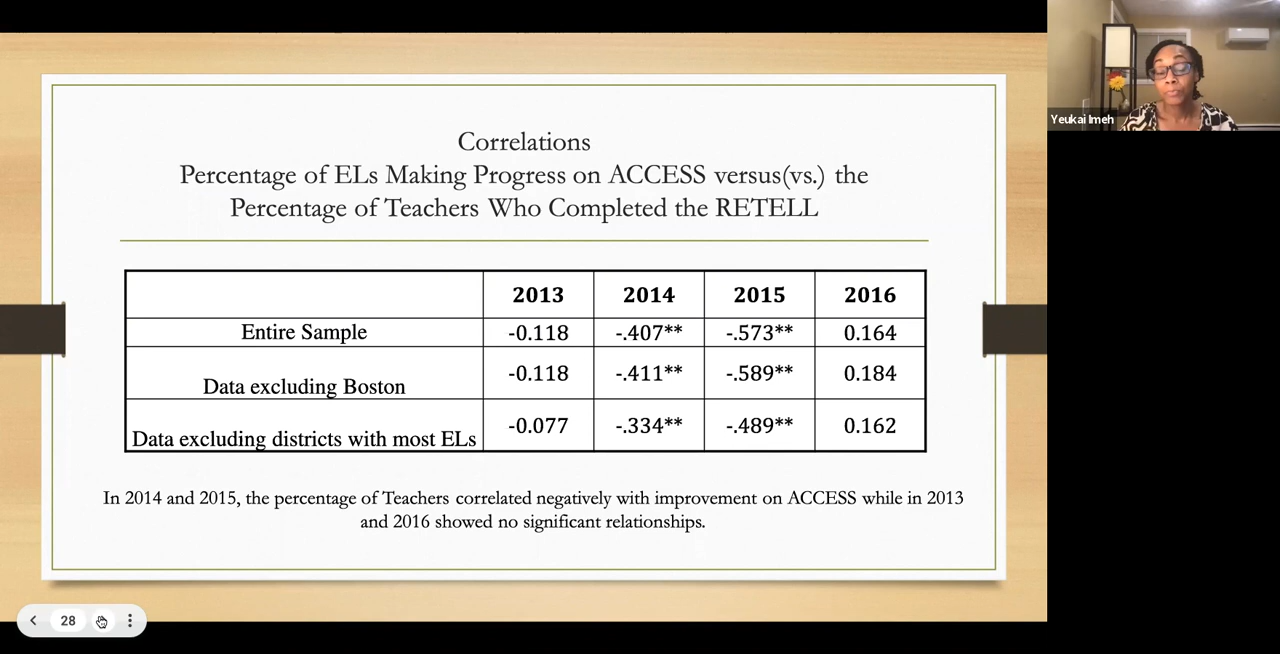 Correlations
Percentage of ELs Making Progress on ACCESS versus(vs.) the
Percentage of Teachers Who Completed the RETELL
2013 2014 2015 2016
Entire Sample -0.118 -.407** -.573** 0.164
Data excluding Boston -0.118 -.411** -.589** 0.184
Data excluding districts with most ELs -0.077 -.334** -.489** 0.162
In 2014 and 2015, the percentage of Teachers correlated negatively with improvement on ACCESS while in 2013
and 2016 showed no significant relationships.
28
Yeukai Imeh